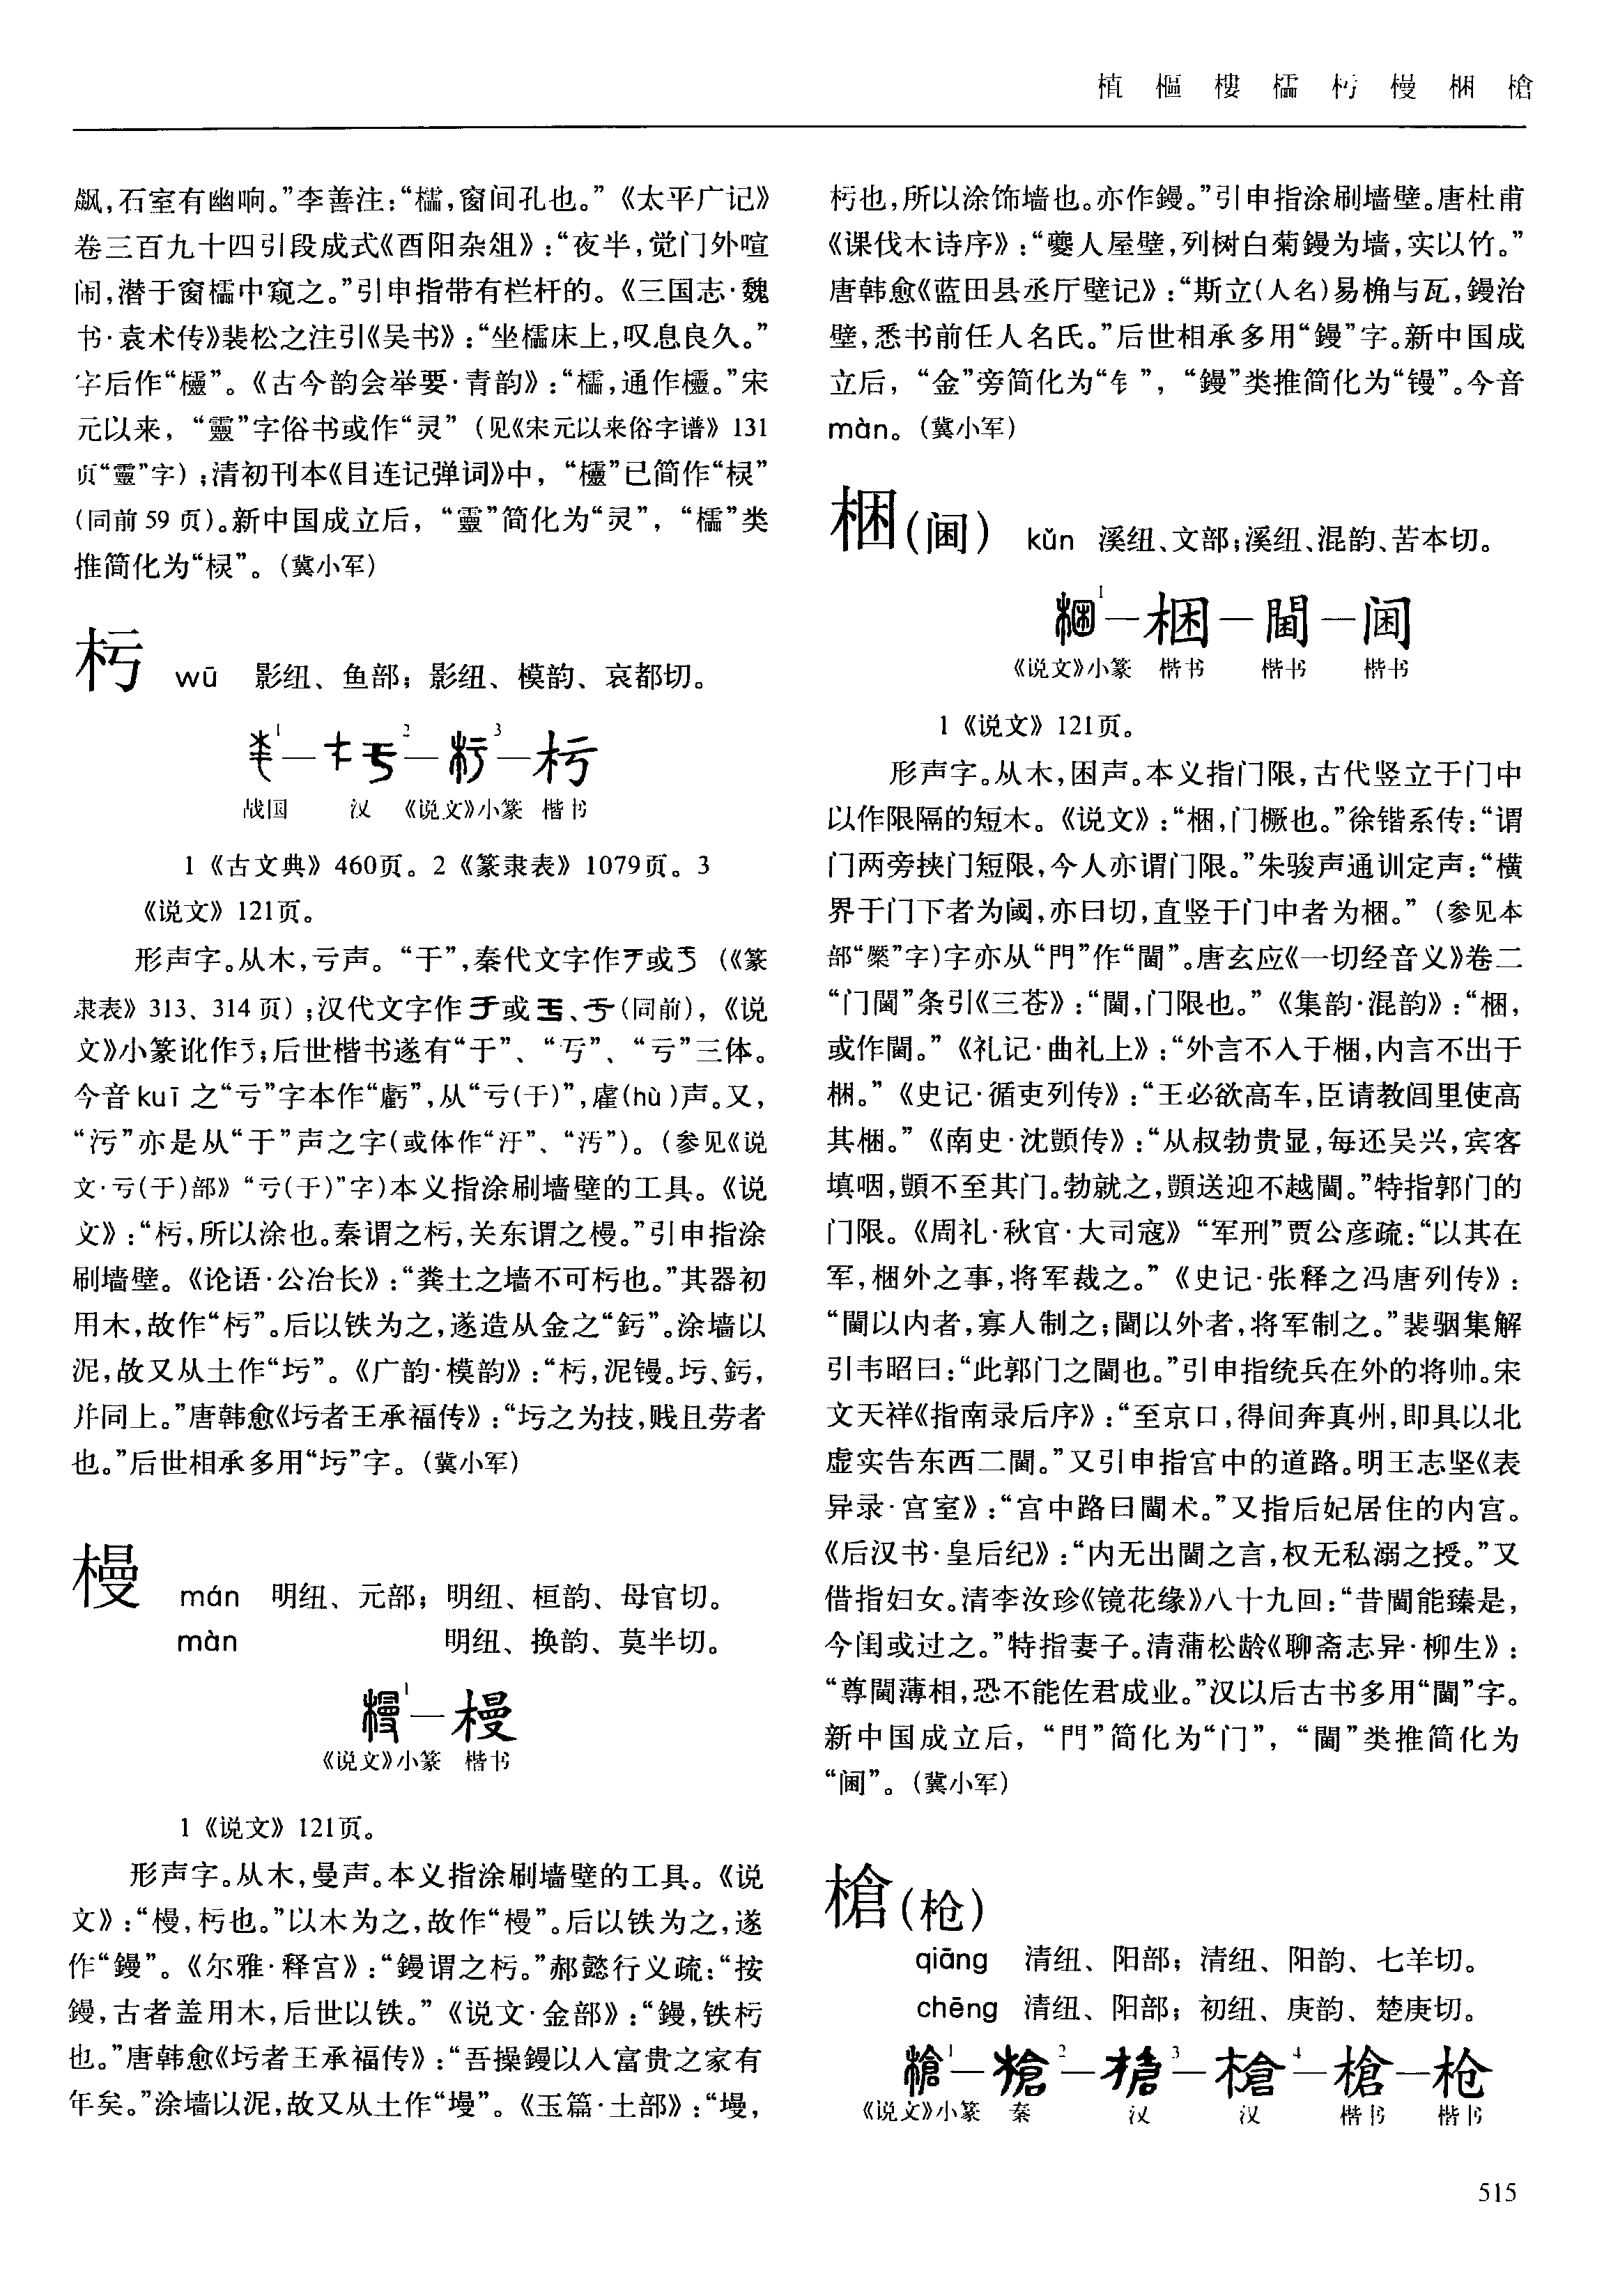 植 樞 樓 櫺 杇 槾 梱 槍
飙，石室有幽响。”李善注：“櫺，窗间孔也。”《太平广记》
卷三百九十四引段成式《酉阳杂俎》：“夜半，觉门外喧
闹，潜于窗櫺中窥之。”引申指带有栏杆的。《三国志·魏
书·袁术传》裴松之注引《吴书》：“坐櫺床上，叹息良久。”
字后作“欞”。《古今韵会举要·青韵》：“櫺，通作欞。”宋
元以来，“靈”字俗书或作“灵”（见《宋元以来俗字谱》131
页“靈”字）；清初刊本《目连记弹词》中，“欞”已简作“棂”
（同前59页）。新中国成立后，“靈”简化为“灵”，“櫺”类
推简化为“棂”。（冀小军）
杇 wū 影纽、鱼部；影纽、模韵、哀都切。
战国 汉 《说文》小篆 楷书
1《古文典》460页。2《篆隶表》1079页。3
《说文》121页。
形声字。从木，亏声。“于”，秦代文字作或（《篆
隶表》313、314页）；汉代文字作或、（同前），《说
文》小篆讹作；后世楷书遂有“于”、“丂”、“亏”三体。
今音kuī之“亏”字本作“虧”，从“亏(于)”，雐(hù)声。又，
“污”亦是从“于”声之字(或体作“汙”、“汚”)。(参见《说
文·亏(于)部》“亏(于)”字)本义指涂刷墙壁的工具。《说
文》：“杇，所以涂也。秦谓之杇，关东谓之槾。”引申指涂
刷墙壁。《论语·公冶长》：“粪土之墙不可杇也。”其器初
用木，故作“杇”。后以铁为之，遂造从金之“釫”。涂墙以
泥，故又从土作“圬”。《广韵·模韵》：“杇，泥镘。圬、釫，
并同上。”唐韩愈《圬者王承福传》：“圬之为技，贱且劳者
也。”后世相承多用“圬”字。（冀小军）
槾 mán 明纽、元部；明纽、桓韵、母官切。
màn 明纽、换韵、莫半切。
槾
《说文》小篆 楷书
1《说文》121页。
形声字。从木，曼声。本义指涂刷墙壁的工具。《说
文》：“槾，杇也。”以木为之，故作“槾”。后以铁为之，遂
作“鏝”。《尔雅·释宫》：“鏝谓之杇。”郝懿行义疏：“按
鏝，古者盖用木，后世以铁。”《说文·金部》：“鏝，铁杇
也。”唐韩愈《圬者王承福传》：“吾操鏝以入富贵之家有
年矣。”涂墙以泥，故又从土作“墁”。《玉篇·土部》：“墁，
杇也，所以涂饰墙也。亦作鏝。”引申指涂刷墙壁。唐杜甫
《课伐木诗序》：“夔人屋壁，列树白菊鏝为墙，实以竹。”
唐韩愈《蓝田县丞厅壁记》：“斯立(人名)易桷与瓦，鏝治
壁，悉书前任人名氏。”后世相承多用“鏝”字。新中国成
立后，“金”旁简化为“钅”，“鏝”类推简化为“镘”。今音
màn。（冀小军）
梱（阃） kǔn 溪纽、文部；溪纽、混韵、苦本切。
梱1—梱—閫—阃
《说文》小篆 楷书 楷书 楷书
1《说文》121页。
形声字。从木，困声。本义指门限，古代竖立于门中
以作限隔的短木。《说文》：“梱，门橛也。”徐锴系传：“谓
门两旁挟门短限，今人亦谓门限。”朱骏声通训定声：“横
界于门下者为阈，亦曰切，直竖于门中者为梱。”（参见本
部“橜”字）字亦从“門”作“閫”。唐玄应《一切经音义》卷二
“门閫”条引《三苍》：“閫，门限也。”《集韵·混韵》：“梱，
或作閫。”《礼记·曲礼上》：“外言不入于梱，内言不出于
梱。”《史记·循吏列传》：“王必欲高车，臣请教闾里使高
其梱。”《南史·沈顗传》：“从叔勃贵显，每还吴兴，宾客
填咽，顗不至其门。勃就之，顗送迎不越閫。”特指郭门的
门限。《周礼·秋官·大司寇》“军刑”贾公彦疏：“以其在
军，梱外之事，将军裁之。”《史记·张释之冯唐列传》：
“閫以内者，寡人制之；閫以外者，将军制之。”裴骃集解
引韦昭曰：“此郭门之閫也。”引申指统兵在外的将帅。宋
文天祥《指南录后序》：“至京口，得间奔真州，即具以北
虚实告东西二閫。”又引申指宫中的道路。明王志坚《表
异录·宫室》：“宫中路曰閫术。”又指后妃居住的内宫。
《后汉书·皇后纪》：“内无出閫之言，权无私溺之授。”又
借指妇女。清李汝珍《镜花缘》八十九回：“昔閫能臻是，
今闺或过之。”特指妻子。清蒲松龄《聊斋志异·柳生》：
“尊閫薄相，恐不能佐君成业。”汉以后古书多用“閫”字。
新中国成立后，“門”简化为“门”，“閫”类推简化为
“阃”。（冀小军）
槍（枪）
qiāng 清纽、阳部；清纽、阳韵、七羊切。
chēng 清纽、阳部；初纽、庚韵、楚庚切。
槍1—槍2—槍3—槍4—槍—枪
《说文》小篆 秦 汉 汉 楷书 楷书
515